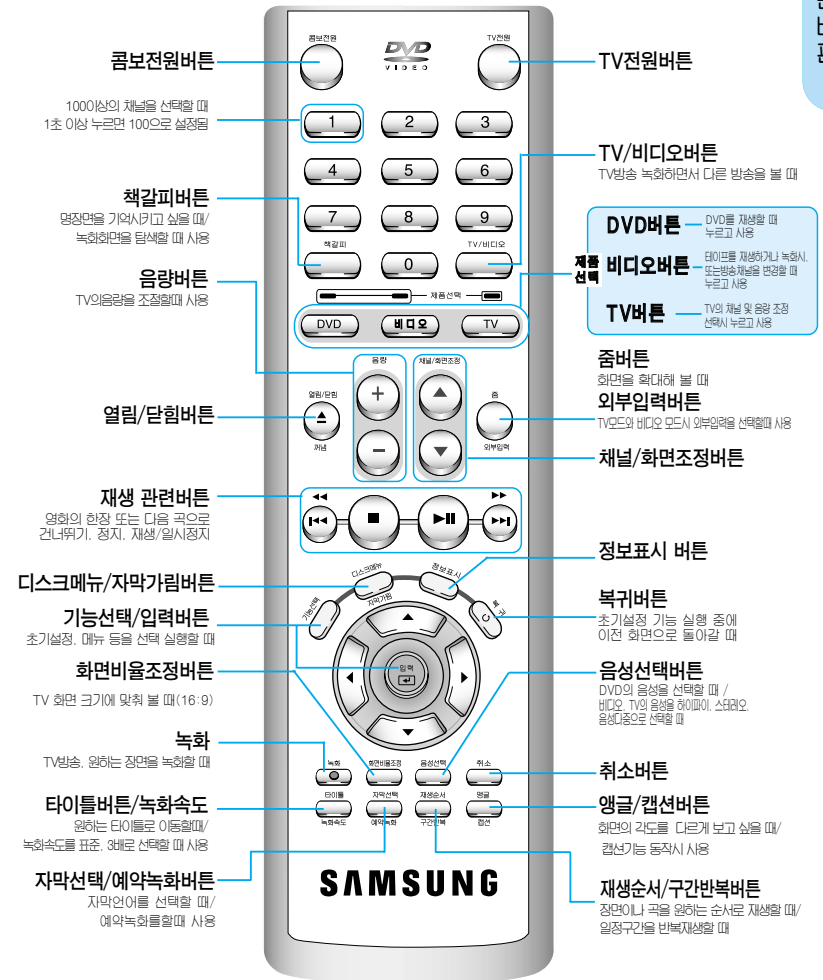 콤보전원
TV전원
DVD
VIDEO
콤보전원버튼
TV전원버튼
100이상의 채널을 선택할 때
1초 이상 누르면 100으로 설정됨
1
2
3
4
5
6
7
8
9
책갈피
TV/비디오
0
TV/비디오버튼
TV방송 녹화하면서 다른 방송을 볼 때
책갈피버튼
명장면을 기억시키고 싶을 때/
녹화화면을 탐색할 때 사용
제품
선택
DVD버튼
DVD를 재생할 때
누르고 사용
비디오버튼
테이프를 재생하거나 녹화시.
또는방송채널을 변경할 때
누르고 사용
TV버튼
TV의 채널 및 음량 조정
선택시 누르고 사용
음량버튼
TV의음량을 조절할때 사용
제품선택
DVD
비디오
TV
음량
채널/화면조정
열림/닫힘
꺼냄
줌
외부입력
줌버튼
화면을 확대해 볼 때
외부입력버튼
TV모드와 비디오 모드시 외부입력을 선택할때 사용
열림/닫힘버튼
채널/화면조정버튼
재생 관련버튼
영화의 한장 또는 다음 곡으로
건너뛰기. 정지. 재생/일시정지
정보표시 버튼
디스크메뉴
자막가림
정보표시
기능선택
복귀
디스크메뉴/자막가림버튼
기능선택/입력버튼
초기설정. 메뉴 등을 선택 실행할 때
복귀버튼
초기설정 기능 실행 중에
이전 화면으로 돌아갈 때
입력
화면비율조정버튼
TV 화면 크기에 맞춰 볼 때(16:9)
음성선택버튼
DVD의 음성을 선택할 때 /
비디오. TV의 음성을 하이파이. 스테레오.
음성다중으로 선택할 때
녹화
TV방송. 원하는 장면을 녹화할 때
녹화
화면비율조정
음성선택
취소
취소버튼
타이틀
자막선택
재생순서
앵글
녹화속도
예약녹화
구간반복
캡션
타이틀버튼/녹화속도
원하는 타이틀로 이동할때/
녹화속도를 표준. 3배로 선택할 때 사용
앵글/캡션버튼
화면의 각도를 다르게 보고 싶을 때/
캡션기능 동작시 사용
자막선택/예약녹화버튼
자막언어를 선택할 때/
예약녹화를할때 사용
SAMSUNG
재생순서/구간반복버튼
장면이나 곡을 원하는 순서로 재생할 때/
일정구간을 반복재생할 때